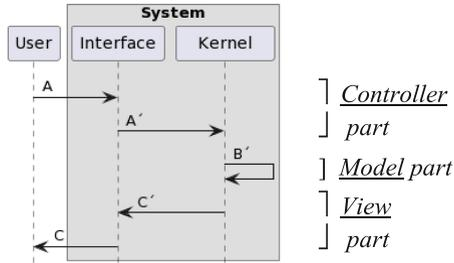 System
User Interface Kernel
A
A´
B´
C´
C
Controller
part
Model part
View
part